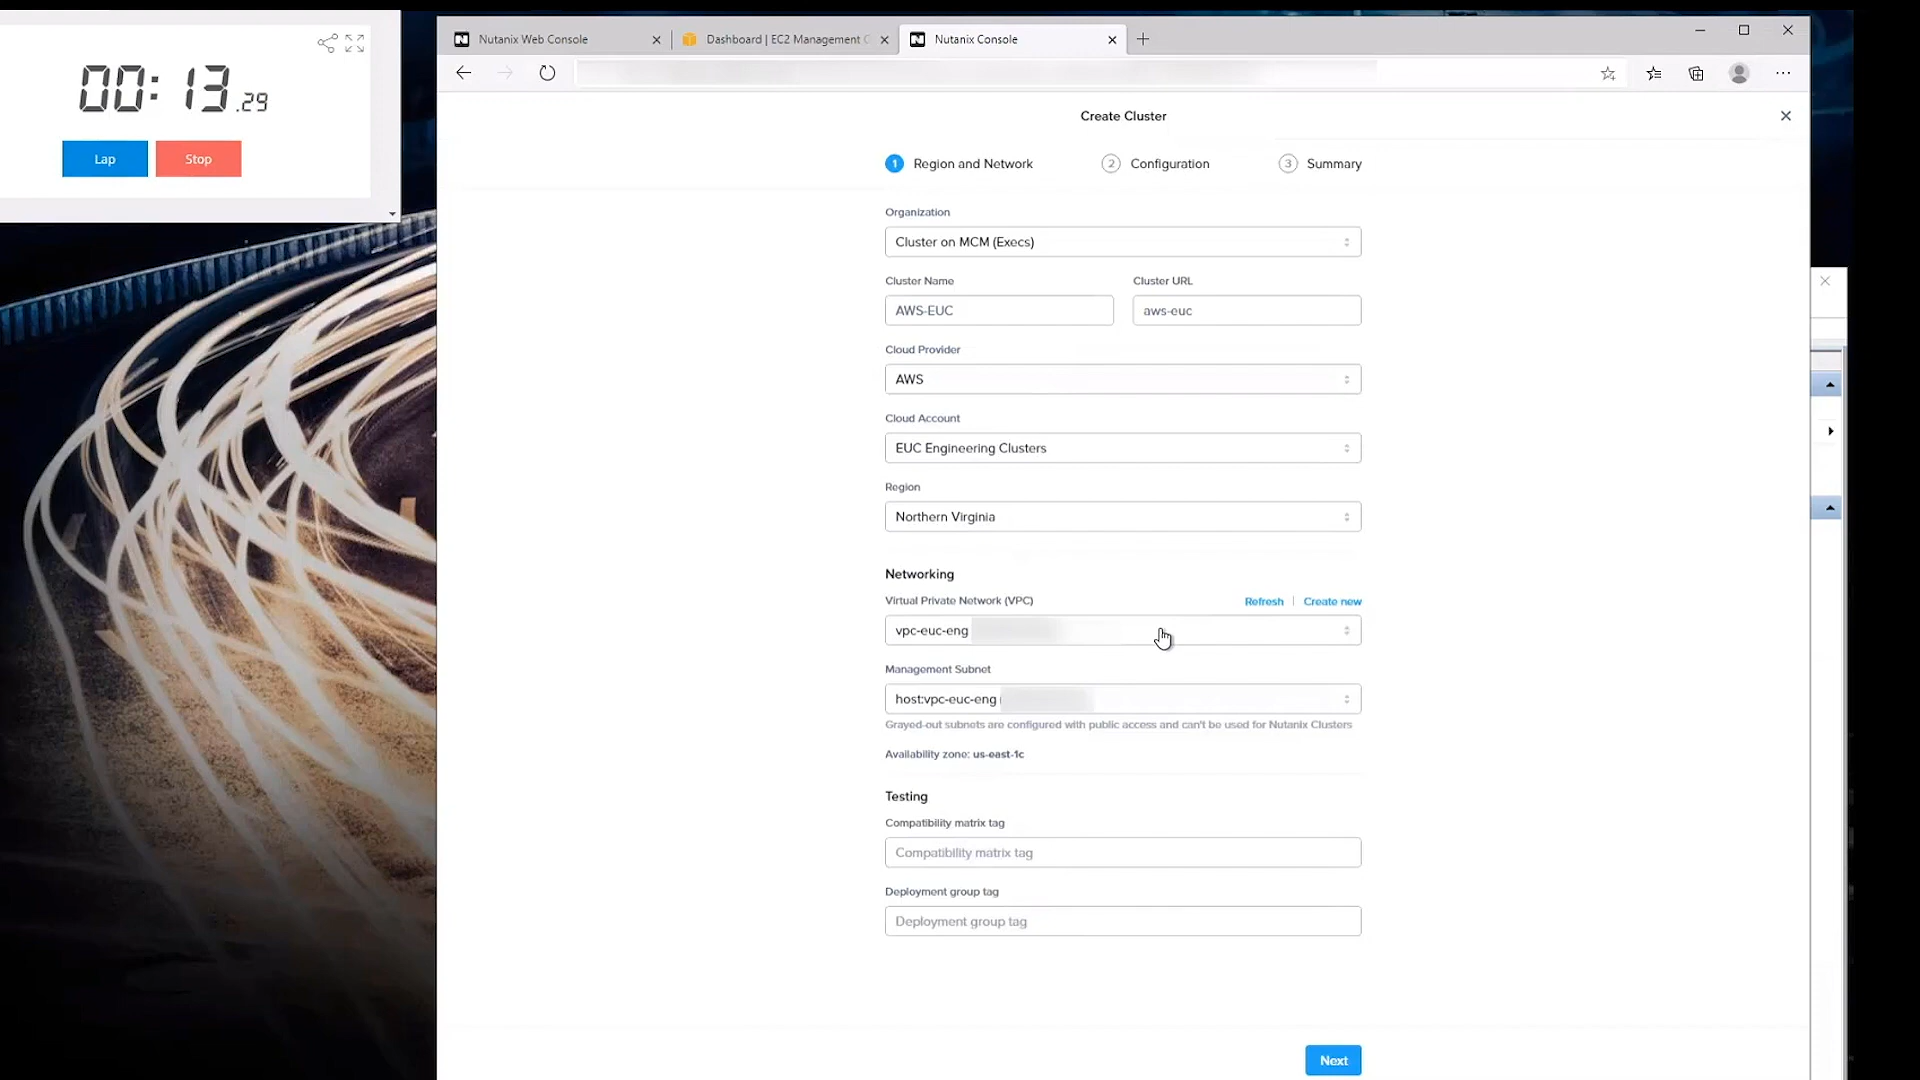 00:13.29
Lap
Stop
Nutanix Web Console
Dashboard | EC2 Management C
Nutanix Console
Create Cluster
1 Region and Network
2 Configuration
3 Summary
Organization
Cluster on MCM (Execs)
Cluster Name
Cluster URL
AWS-EUC
aws-euc
Cloud Provider
AWS
Cloud Account
EUC Engineering Clusters
Region
Northern Virginia
Networking
Virtual Private Network (VPC)
Refresh | Create new
vpc-euc-eng
Management Subnet
host:vpc-euc-eng
Grayed-out subnets are configured with public access and can't be used for Nutanix Clusters
Availability zone: us-east-1c
Testing
Compatibility matrix tag
Compatibility matrix tag
Deployment group tag
Deployment group tag
Next